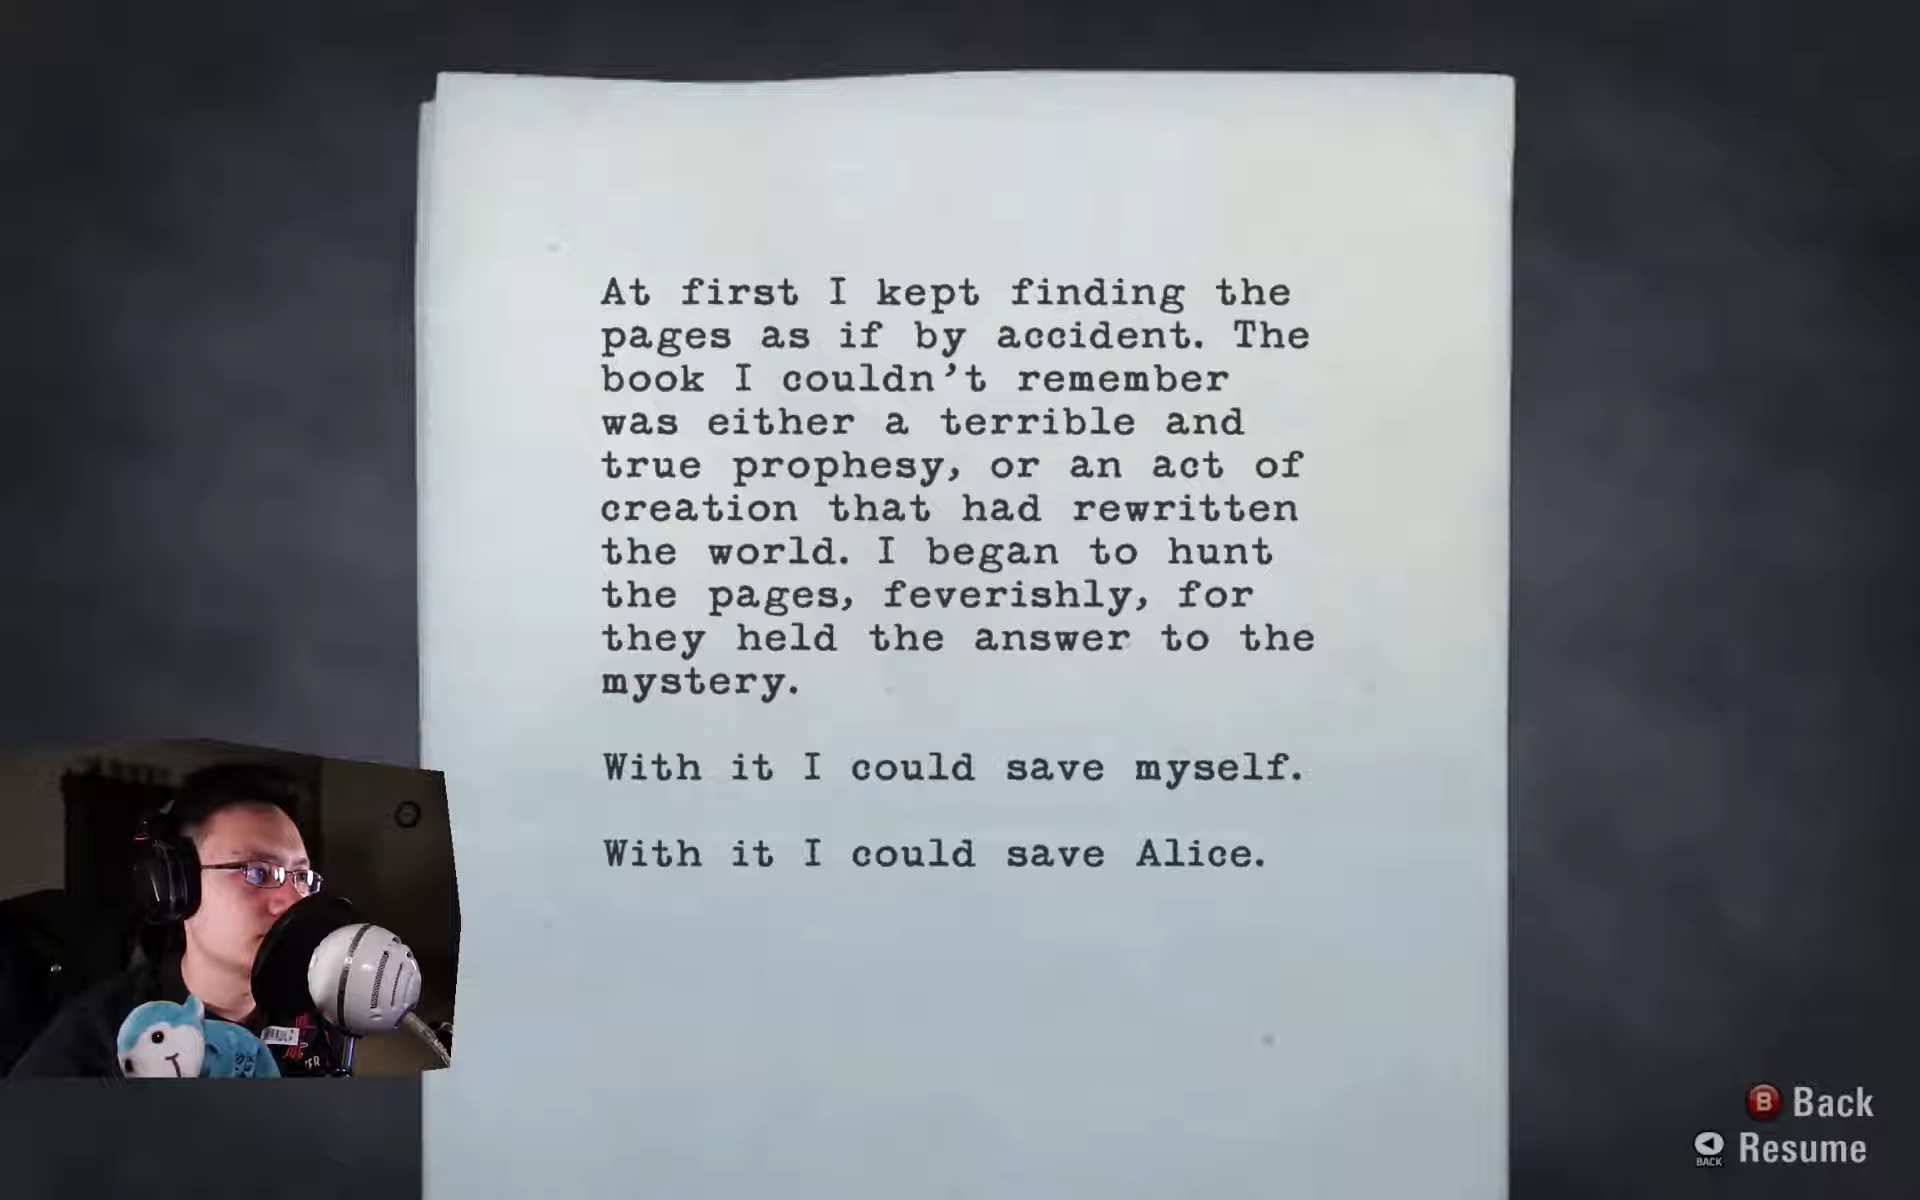 At first I kept finding the
pages as if by accident. The
book I couldn't remember
was either a terrible and
true prophesy, or an act of
creation that had rewritten
the world. I began to hunt
the pages, feverishly, for
they held the answer to the
mystery.
With it I could save myself.
With it I could save Alice.
B Back
BACK Resume